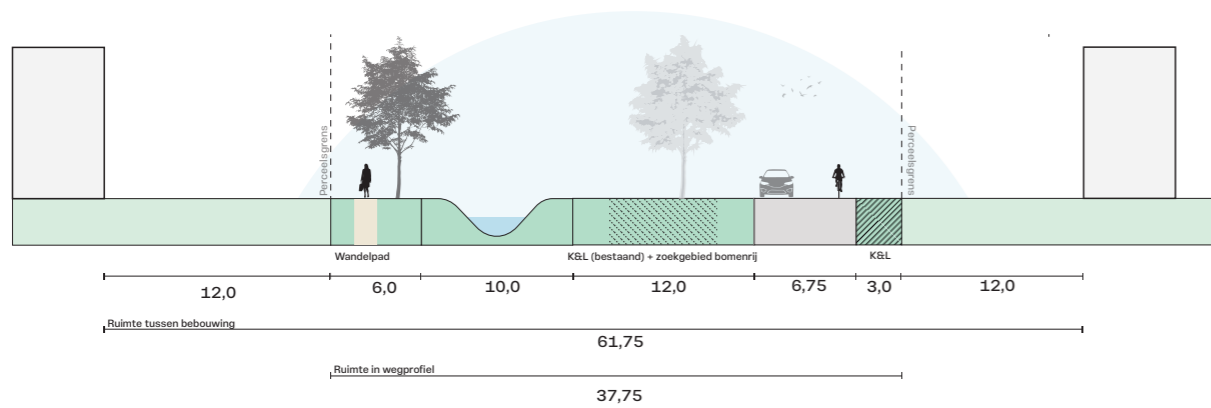 Perceelsgrens
Perceelsgrens
Wandelpad
K&L (bestaand) + zoekgebied bomenrij
K&L
12,0
6,0
10,0
12,0
6,75
3,0
12,0
Ruimte tussen bebouwing
61,75
Ruimte in wegprofiel
37,75